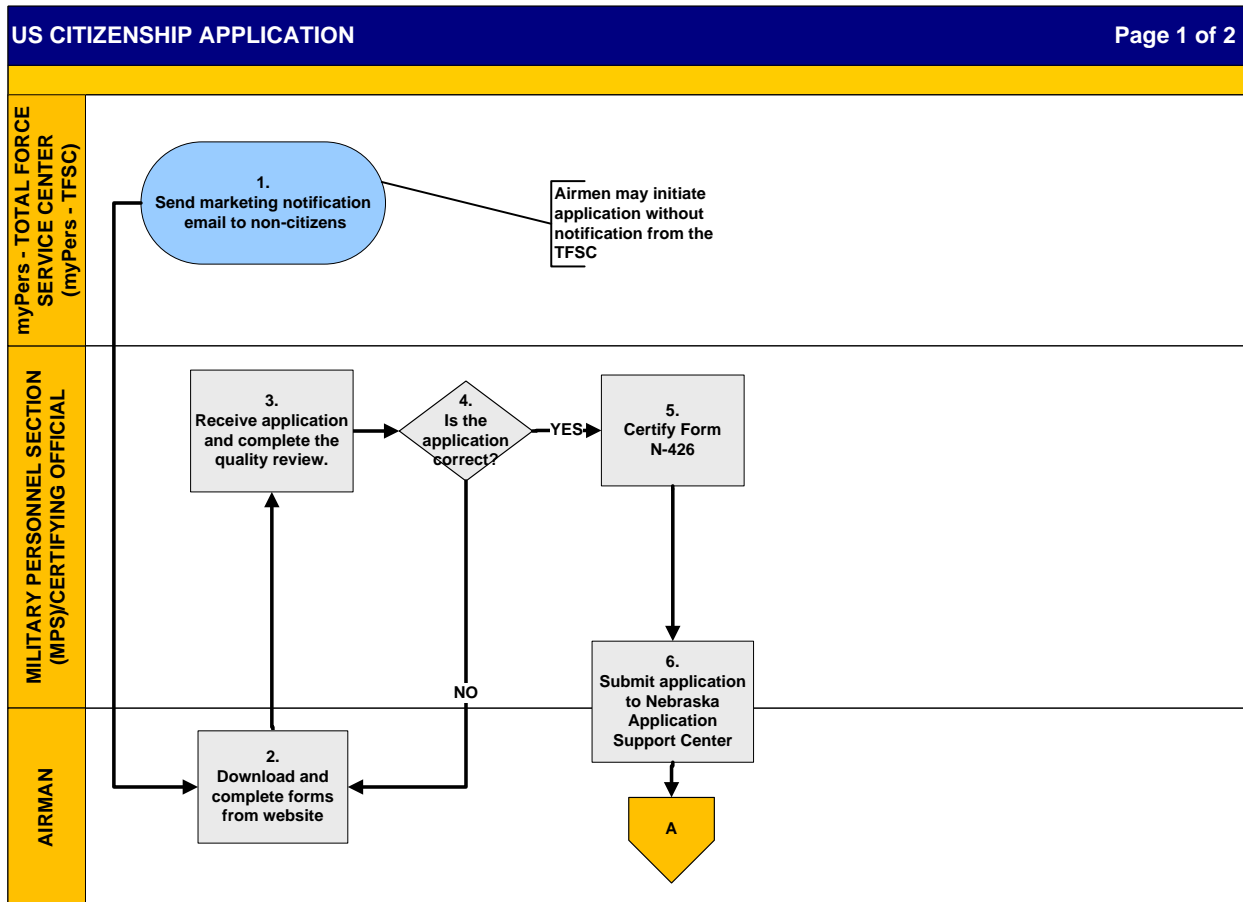 US CITIZENSHIP APPLICATION
Page 1 of 2
myPers - TOTAL FORCE
SERVICE CENTER
(myPers - TFSC)
1.
Send marketing notification
email to non-citizens
Airmen may initiate
application without
notification from the
TFSC
MILITARY PERSONNEL SECTION
(MPS)/CERTIFYING OFFICIAL
3.
Receive application
and complete the
quality review.
4.
Is the
application
correct?
YES
5.
Certify Form
N-426
NO
6.
Submit application
to Nebraska
Application
Support Center
AIRMAN
2.
Download and
complete forms
from website
A